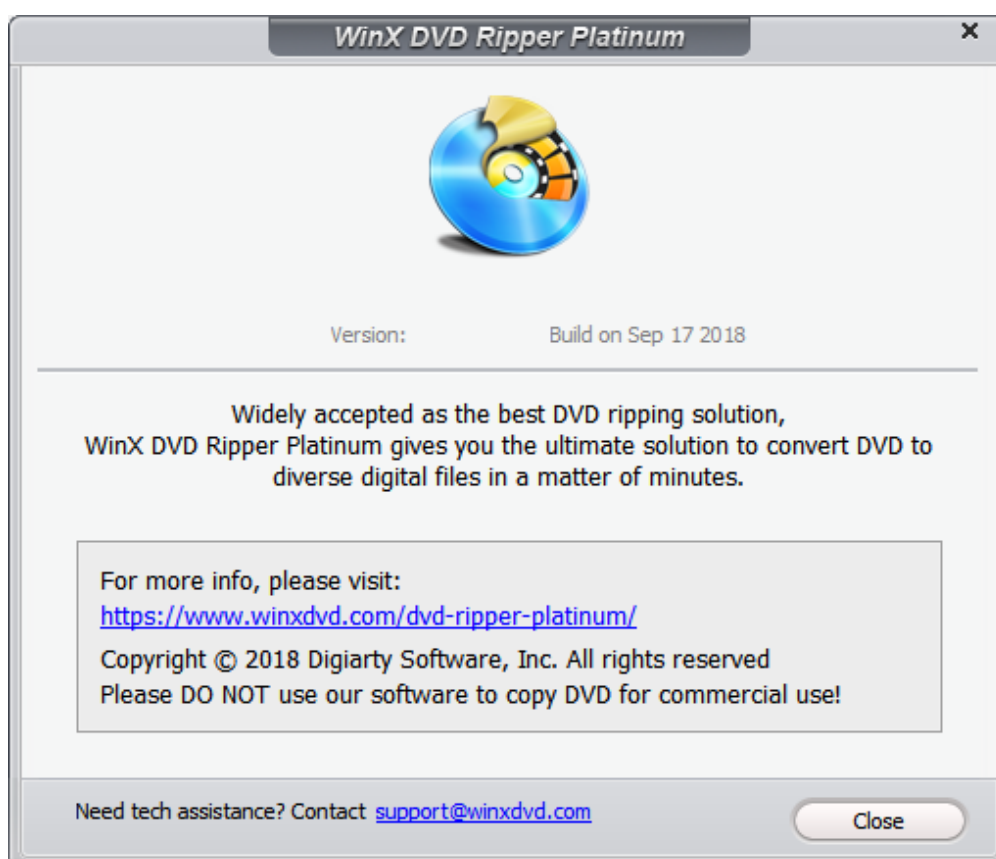 WinX DVD Ripper Platinum
Version: Build on Sep 17 2018
Widely accepted as the best DVD ripping solution,
WinX DVD Ripper Platinum gives you the ultimate solution to convert DVD to
diverse digital files in a matter of minutes.
For more info, please visit:
https://www.winxdvd.com/dvd-ripper-platinum/
Copyright © 2018 Digiarty Software, Inc. All rights reserved
Please DO NOT use our software to copy DVD for commercial use!
Need tech assistance? Contact support@winxdvd.com
Close